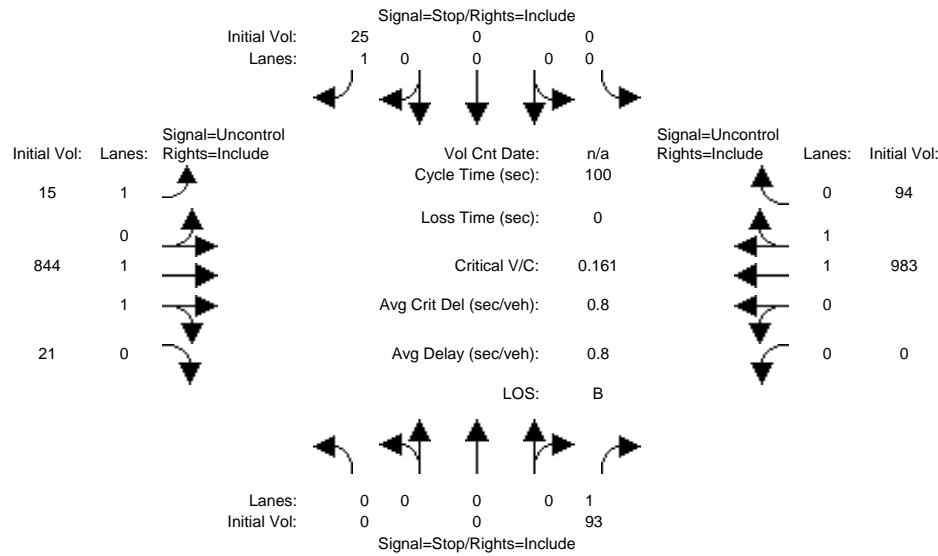 Signal=Stop/Rights=Include
Initial Vol: 25 0 0
Lanes: 1 0 0 0 0
Signal=Uncontrol
Initial Vol: Lanes: Rights=Include
Vol Cnt Date: n/a
Signal=Uncontrol
Rights=Include Lanes: Initial Vol:
Cycle Time (sec): 100
15 1
0 94
Loss Time (sec): 0
0
1
844 1
Critical V/C: 0.161
1 983
1
Avg Crit Del (sec/veh): 0.8
0
21 0
Avg Delay (sec/veh): 0.8
0 0
LOS: B
Lanes: 0 0 0 0 1
Initial Vol: 0 0 93
Signal=Stop/Rights=Include